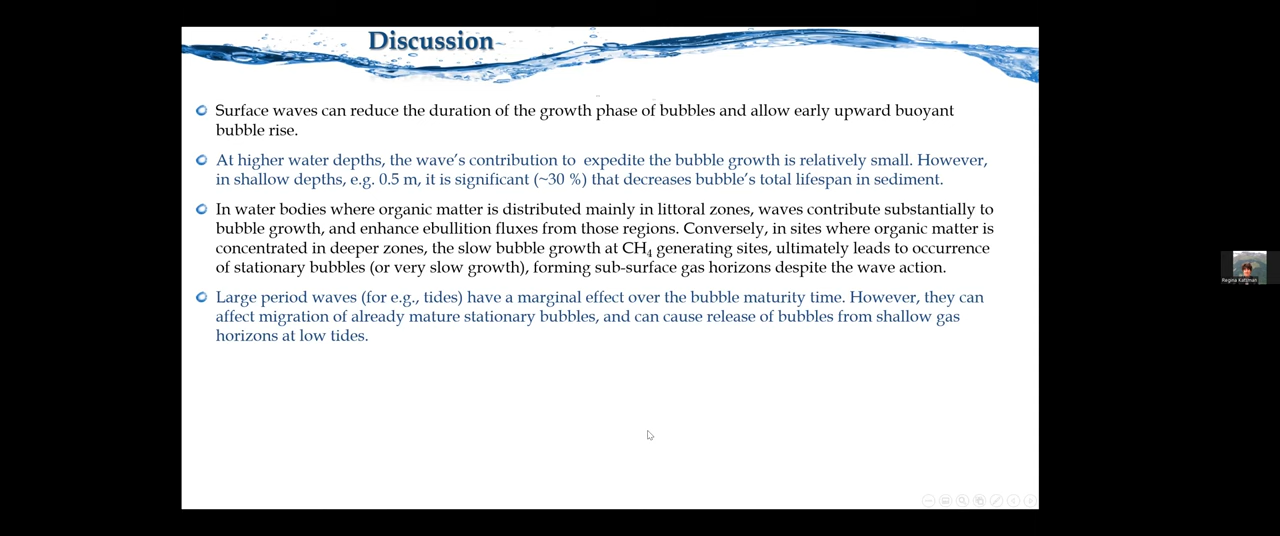 Discussion
Surface waves can reduce the duration of the growth phase of bubbles and allow early upward buoyant
bubble rise.
At higher water depths, the wave's contribution to expedite the bubble growth is relatively small. However,
in shallow depths, e.g. 0.5 m, it is significant (~30 %) that decreases bubble's total lifespan in sediment.
In water bodies where organic matter is distributed mainly in littoral zones, waves contribute substantially to
bubble growth, and enhance ebullition fluxes from those regions. Conversely, in sites where organic matter is
concentrated in deeper zones, the slow bubble growth at CH₄ generating sites, ultimately leads to occurrence
of stationary bubbles (or very slow growth), forming sub-surface gas horizons despite the wave action.
Large period waves (for e.g., tides) have a marginal effect over the bubble maturity time. However, they can
affect migration of already mature stationary bubbles, and can cause release of bubbles from shallow gas
horizons at low tides.
Regina Katsman